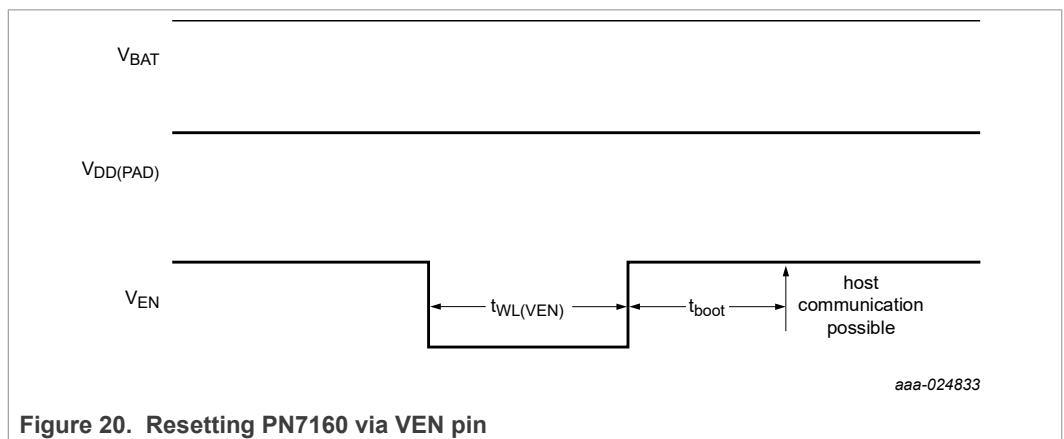 VBAT
VDD(PAD)
VEN
tWL(VEN)
tboot
host
communication
possible
aaa-024833
Figure 20. Resetting PN7160 via VEN pin